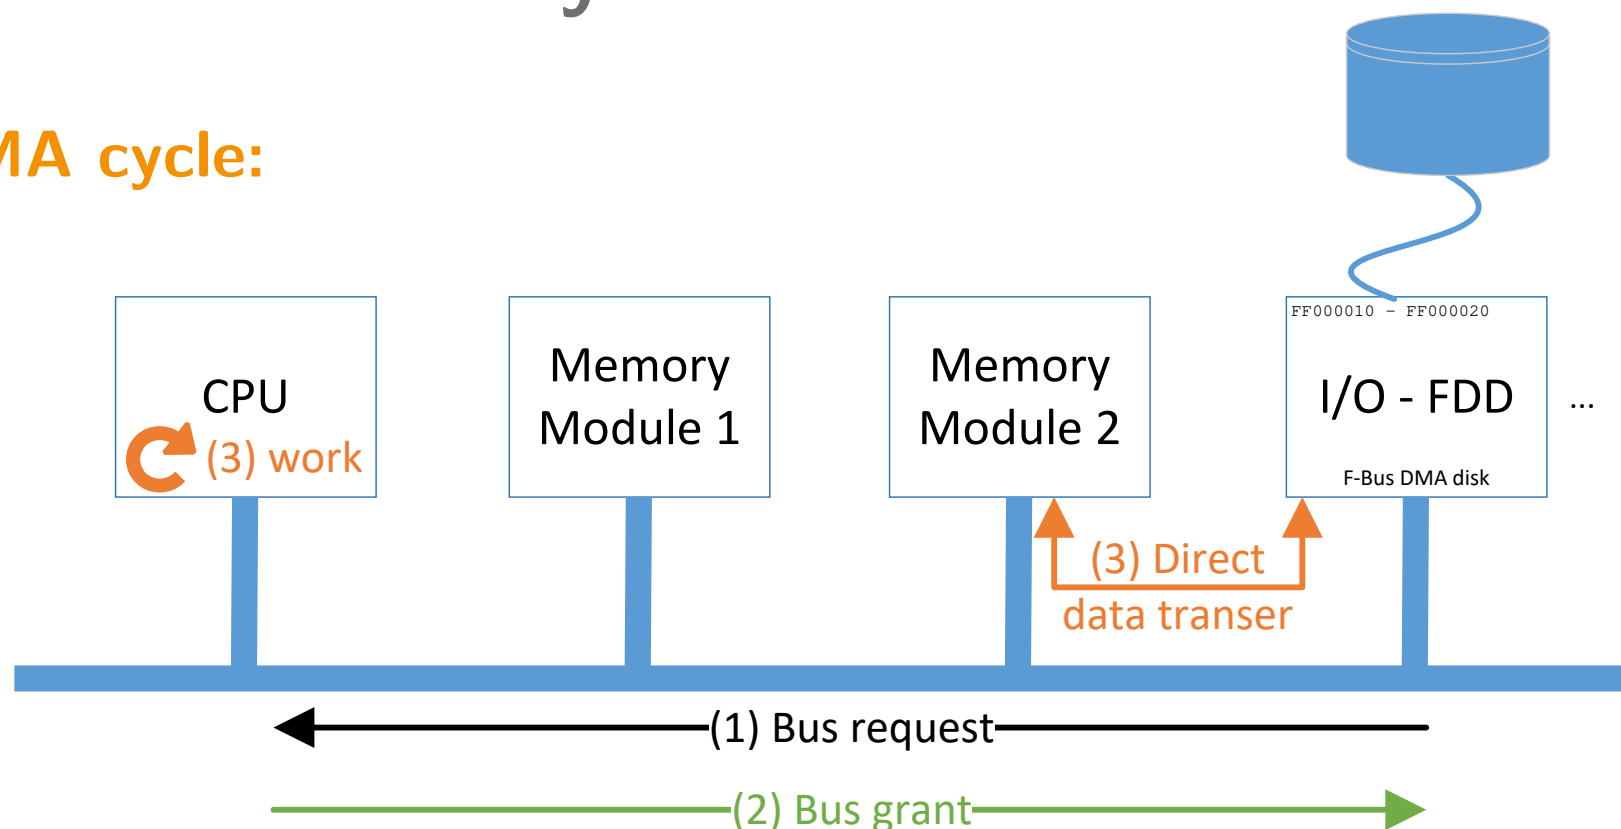 MA cycle:
FF000010 – FF000020
CPU
(3) work
Memory
Module 1
Memory
Module 2
I/O - FDD
...
F-Bus DMA disk
(3) Direct
data transer
(1) Bus request
(2) Bus grant